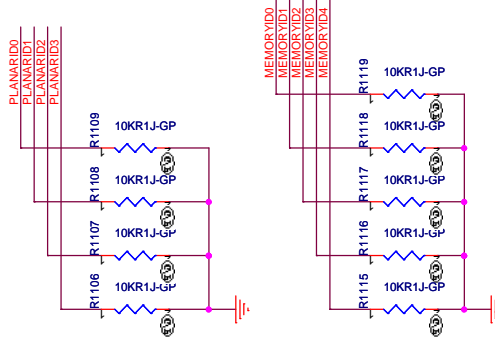 PLANARID0
PLANARID1
PLANARID2
PLANARID3
R1109
10KR1J-GP
R1108
10KR1J-GP
R1107
10KR1J-GP
R1106
10KR1J-GP
MEMORYID0
MEMORYID1
MEMORYID2
MEMORYID3
MEMORYID4
R1119
10KR1J-GP
R1118
10KR1J-GP
R1117
10KR1J-GP
R1116
10KR1J-GP
R1115
10KR1J-GP